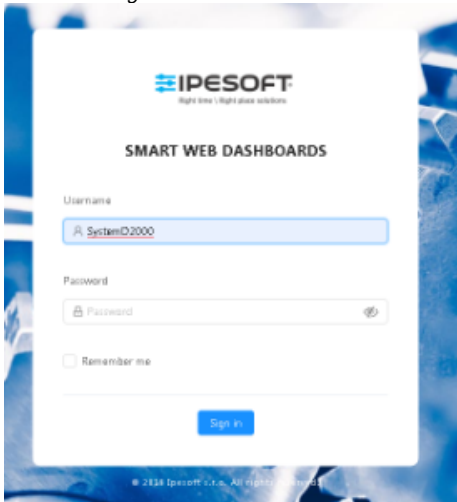 IPESOFT
Right time \ Right place solutions
SMART WEB DASHBOARDS
Username
SystemD2000
Password
Password
Remember me
Sign in
Ipesoft s.r.o. All rights reserved